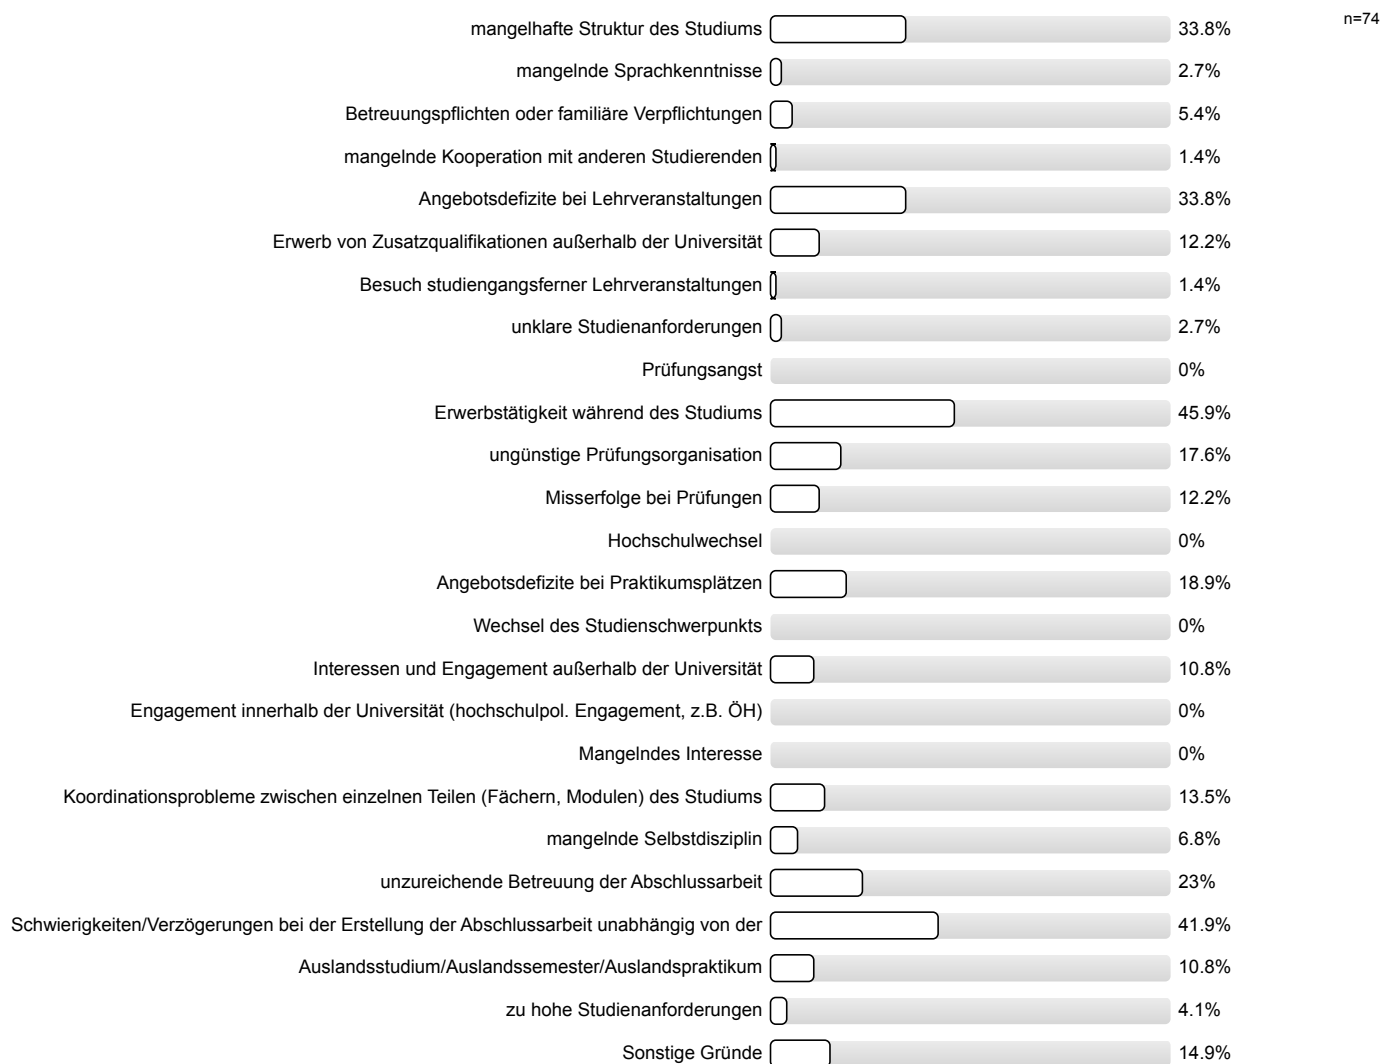 n=74
mangelhafte Struktur des Studiums 33.8%
mangelnde Sprachkenntnisse 2.7%
Betreuungspflichten oder familiäre Verpflichtungen 5.4%
mangelnde Kooperation mit anderen Studierenden 1.4%
Angebotsdefizite bei Lehrveranstaltungen 33.8%
Erwerb von Zusatzqualifikationen außerhalb der Universität 12.2%
Besuch studiengangsferner Lehrveranstaltungen 1.4%
unklare Studienanforderungen 2.7%
Prüfungsangst 0%
Erwerbstätigkeit während des Studiums 45.9%
ungünstige Prüfungsorganisation 17.6%
Misserfolge bei Prüfungen 12.2%
Hochschulwechsel 0%
Angebotsdefizite bei Praktikumsplätzen 18.9%
Wechsel des Studienschwerpunkts 0%
Interessen und Engagement außerhalb der Universität 10.8%
Engagement innerhalb der Universität (hochschulpol. Engagement, z.B. ÖH) 0%
Mangelndes Interesse 0%
Koordinationsprobleme zwischen einzelnen Teilen (Fächern, Modulen) des Studiums 13.5%
mangelnde Selbstdisziplin 6.8%
unzureichende Betreuung der Abschlussarbeit 23%
Schwierigkeiten/Verzögerungen bei der Erstellung der Abschlussarbeit unabhängig von der 41.9%
Auslandsstudium/Auslandssemester/Auslandspraktikum 10.8%
zu hohe Studienanforderungen 4.1%
Sonstige Gründe 14.9%